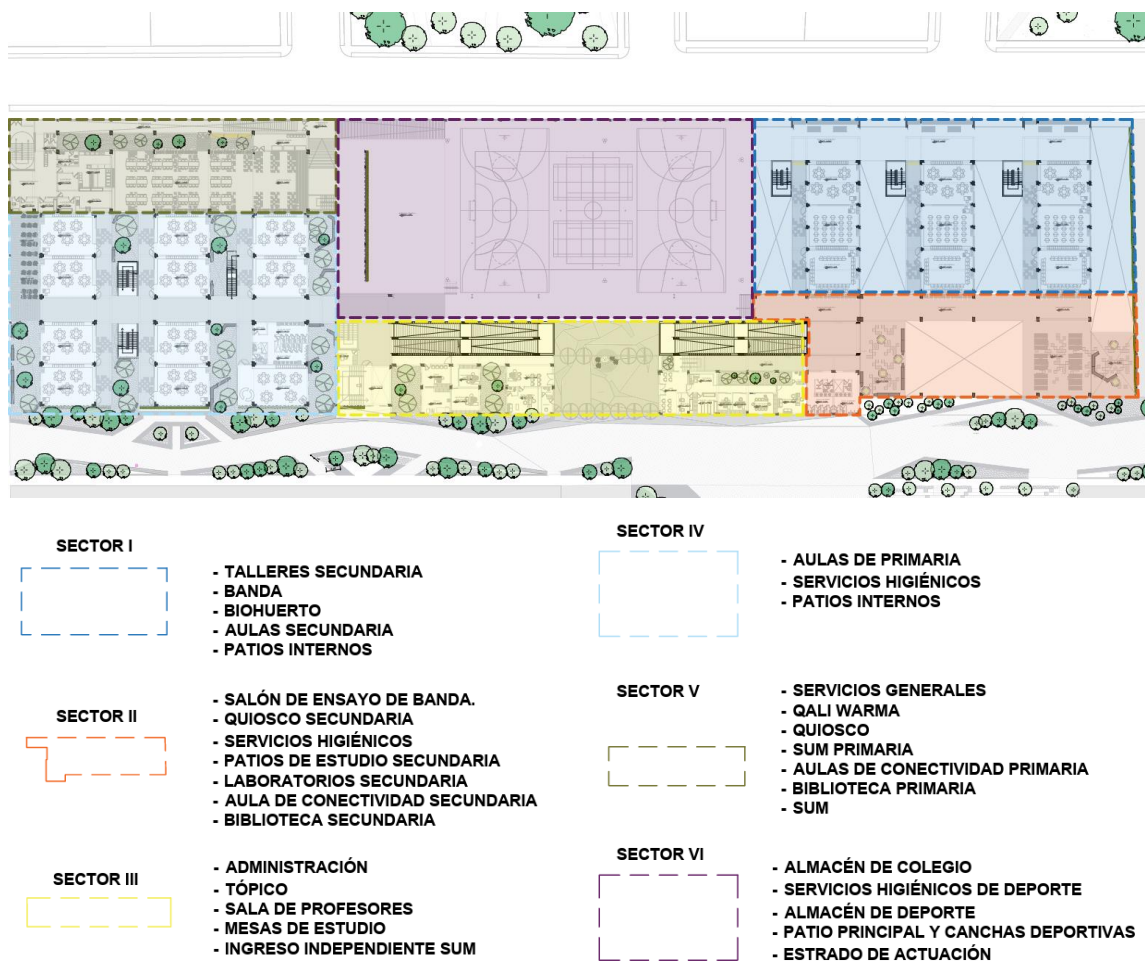 SECTOR I
- TALLERES SECUNDARIA
- BANDA
- BIOHUERTO
- AULAS SECUNDARIA
- PATIOS INTERNOS
SECTOR II
- SALÓN DE ENSAYO DE BANDA.
- QUIOSCO SECUNDARIA
- SERVICIOS HIGIÉNICOS
- PATIOS DE ESTUDIO SECUNDARIA
- LABORATORIOS SECUNDARIA
- AULA DE CONECTIVIDAD SECUNDARIA
- BIBLIOTECA SECUNDARIA
SECTOR III
- ADMINISTRACIÓN
- TÓPICO
- SALA DE PROFESORES
- MESAS DE ESTUDIO
- INGRESO INDEPENDIENTE SUM
SECTOR IV
- AULAS DE PRIMARIA
- SERVICIOS HIGIÉNICOS
- PATIOS INTERNOS
SECTOR V
- SERVICIOS GENERALES
- QALI WARMA
- QUIOSCO
- SUM PRIMARIA
- AULAS DE CONECTIVIDAD PRIMARIA
- BIBLIOTECA PRIMARIA
- SUM
SECTOR VI
- ALMACÉN DE COLEGIO
- SERVICIOS HIGIÉNICOS DE DEPORTE
- ALMACÉN DE DEPORTE
- PATIO PRINCIPAL Y CANCHAS DEPORTIVAS
- ESTRADO DE ACTUACIÓN